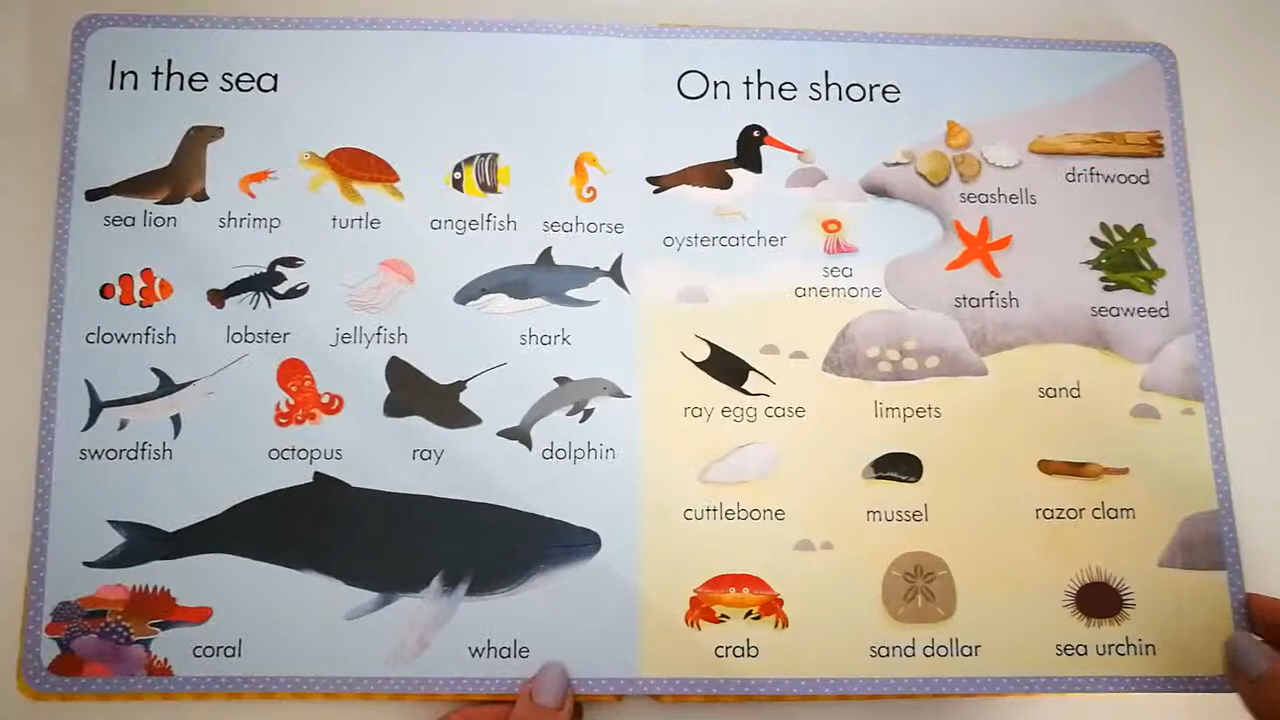 In the sea
sea lion
shrimp
turtle
angelfish
seahorse
clownfish
lobster
jellyfish
shark
swordfish
octopus
ray
dolphin
coral
whale
On the shore
oystercatcher
sea
anemone
seashells
driftwood
starfish
seaweed
ray egg case
limpets
sand
cuttlebone
mussel
razor clam
crab
sand dollar
sea urchin